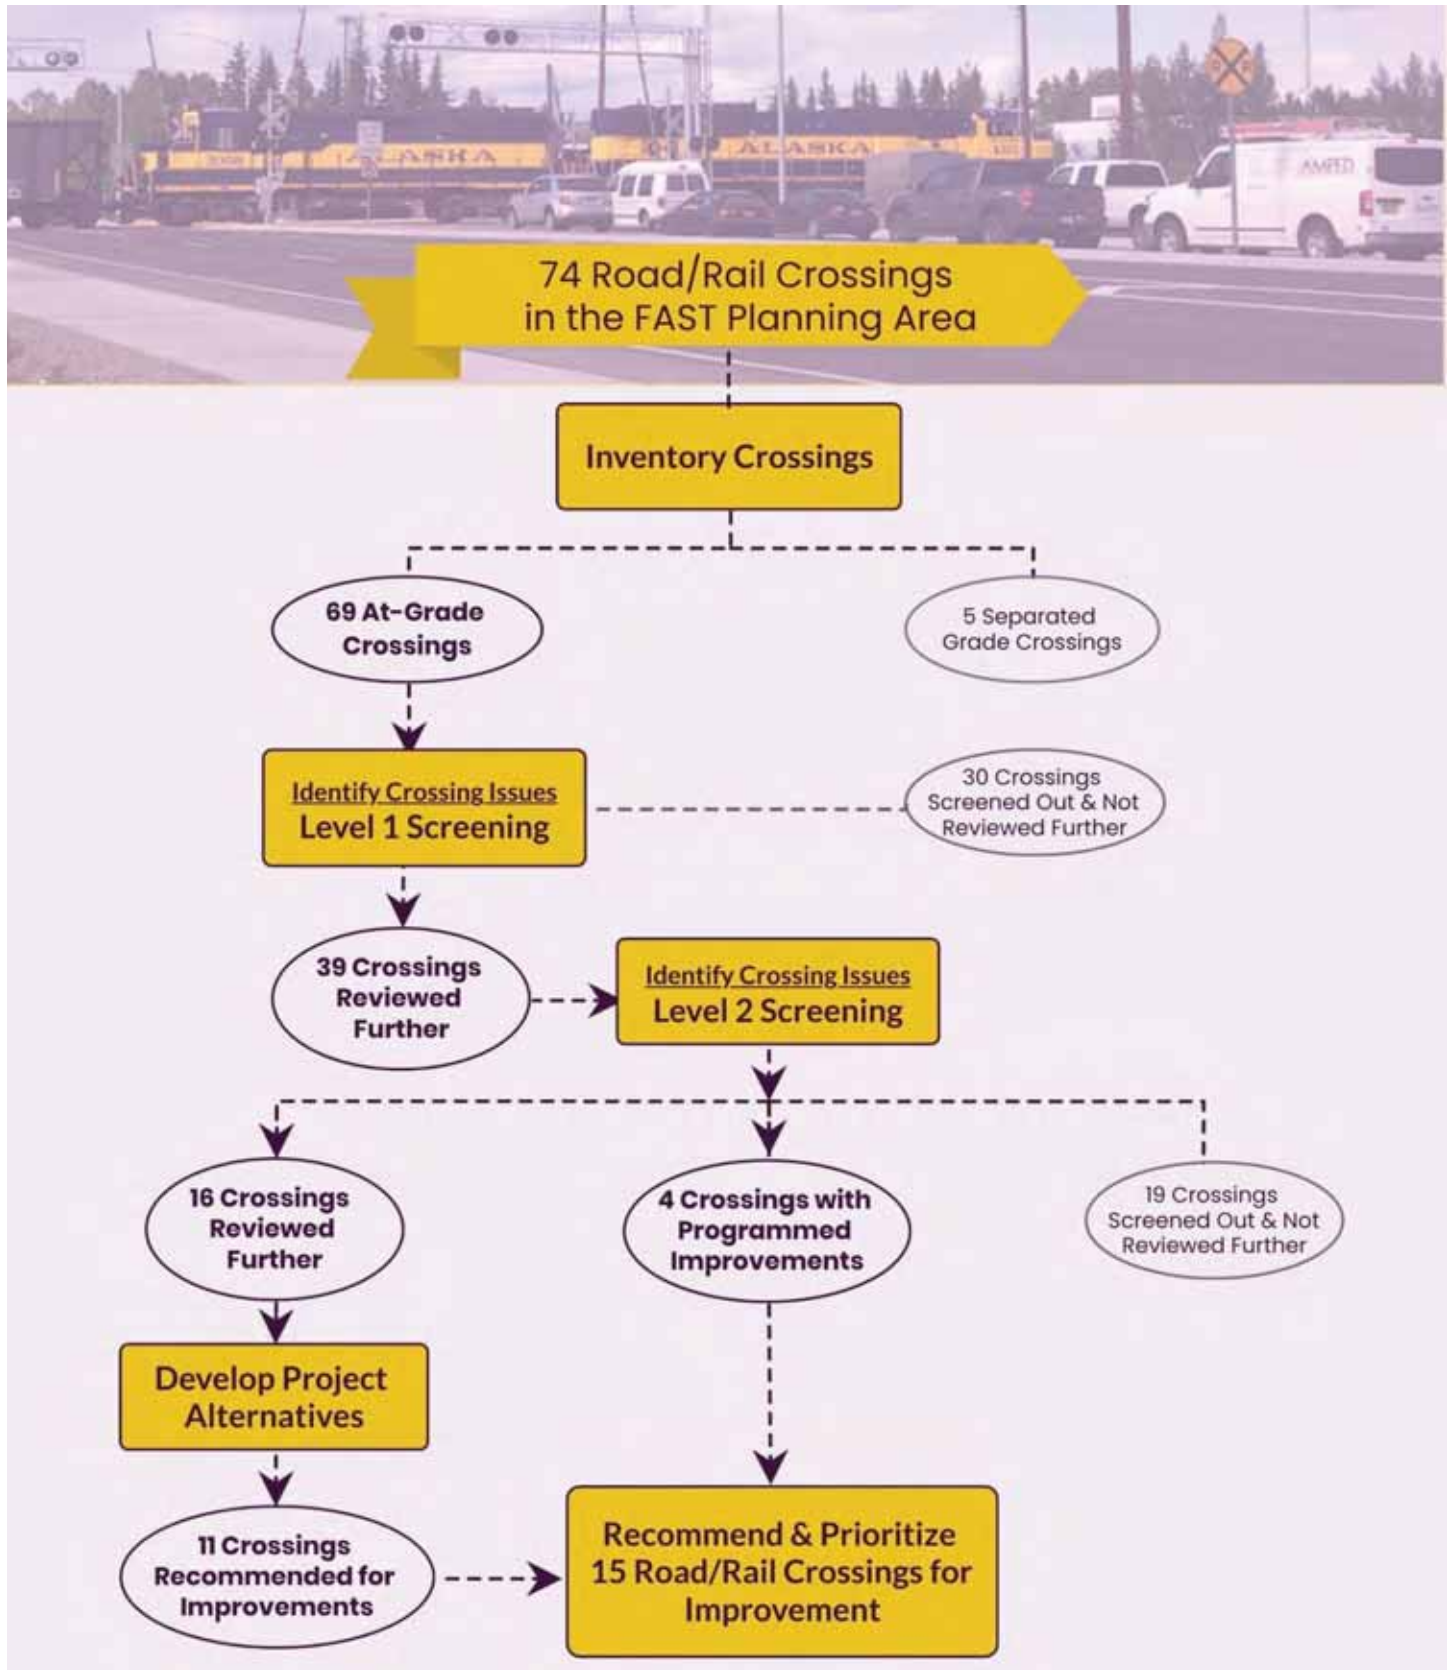 ALASKA
ALASKA
AMPED
74 Road/Rail Crossings
in the FAST Planning Area
Inventory Crossings
69 At-Grade
Crossings
5 Separated
Grade Crossings
Identify Crossing Issues
Level 1 Screening
30 Crossings
Screened Out & Not
Reviewed Further
39 Crossings
Reviewed
Further
Identify Crossing Issues
Level 2 Screening
16 Crossings
Reviewed
Further
4 Crossings with
Programmed
Improvements
19 Crossings
Screened Out & Not
Reviewed Further
Develop Project
Alternatives
11 Crossings
Recommended for
Improvements
Recommend & Prioritize
15 Road/Rail Crossings for
Improvement